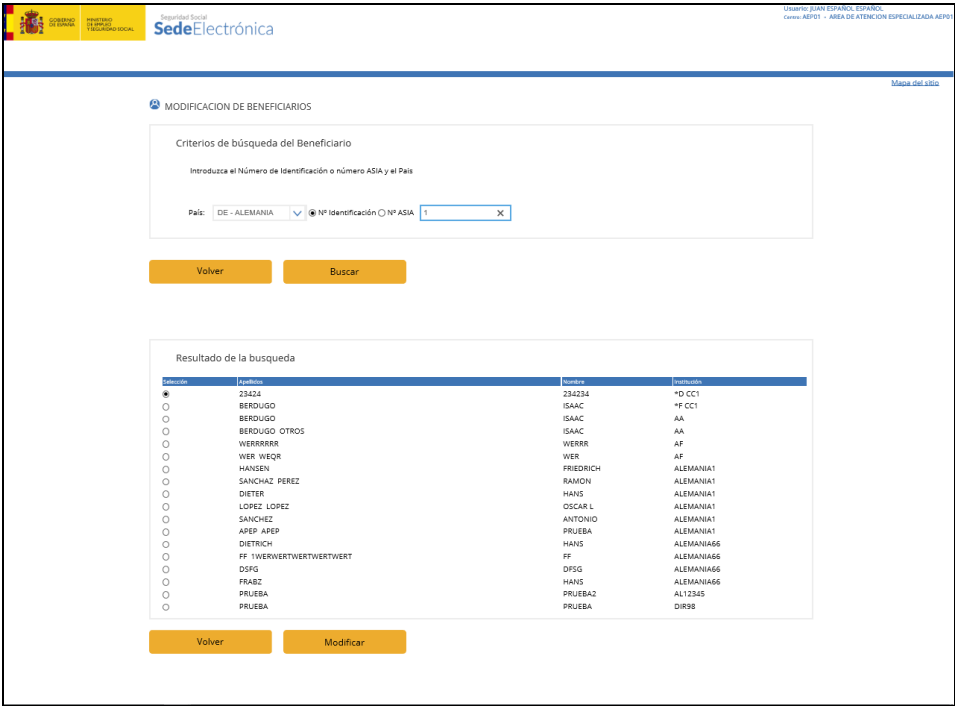 Usuario: JUAN ESPAÑOL ESPAÑOL
Centro: AEP01 - AREA DE ATENCION ESPECIALIZADA AEP01
GOBIERNO DE ESPAÑA
MINISTERIO DE EMPLEO Y SEGURIDAD SOCIAL
Seguridad Social
SedeElectrónica
Mapa del sitio
MODIFICACION DE BENEFICIARIOS
Criterios de búsqueda del Beneficiario
Introduzca el Número de Identificación o número ASIA y el Pais
País: DE - ALEMANIA Nº Identificación Nº ASIA 1
Volver Buscar
Resultado de la busqueda
Selección Apellidos Nombre Institución
23424 234234 *D CC1
BERDUGO ISAAC *F CC1
BERDUGO ISAAC AA
BERDUGO OTROS ISAAC AA
WERRRRRR WERRR AF
WER WEQR WER AF
HANSEN FRIEDRICH ALEMANIA1
SANCHAZ PEREZ RAMON ALEMANIA1
DIETER HANS ALEMANIA1
LOPEZ LOPEZ OSCAR L ALEMANIA1
SANCHEZ ANTONIO ALEMANIA1
APEP APEP PRUEBA ALEMANIA1
DIETRICH HANS ALEMANIA66
FF 1WERWERTWERTWERTWERT FF ALEMANIA66
DSFG DFSG ALEMANIA66
FRABZ HANS ALEMANIA66
PRUEBA PRUEBA2 AL12345
PRUEBA PRUEBA DIR98
Volver Modificar